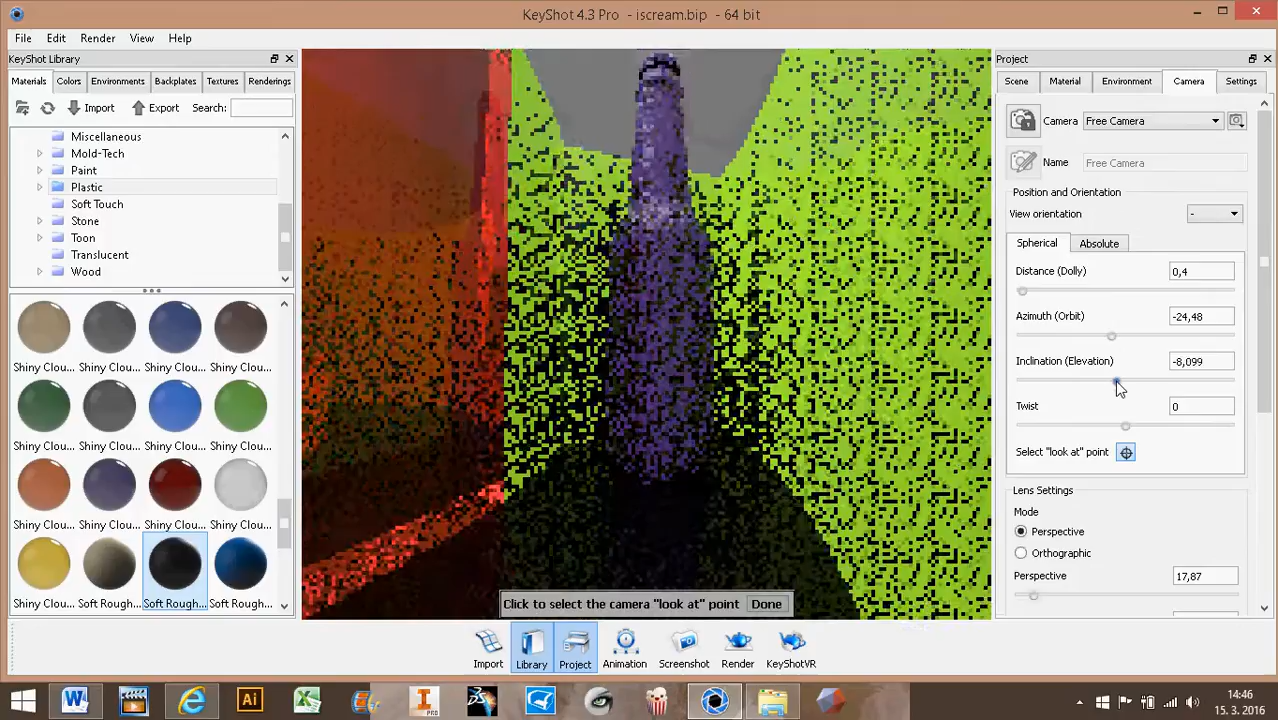 KeyShot 4.3 Pro - iscream.bip - 64 bit
File Edit Render View Help
KeyShot Library
Materials Colors Environments Backplates Textures Renderings
Import Export Search:
Miscellaneous
Mold-Tech
Paint
Plastic
Soft Touch
Stone
Toon
Translucent
Wood
Shiny Clou... Shiny Clou... Shiny Clou... Shiny Clou...
Shiny Clou... Shiny Clou... Shiny Clou... Shiny Clou...
Shiny Clou... Shiny Clou... Shiny Clou... Shiny Clou...
Shiny Clou... Soft Rough... Soft Rough... Soft Rough...
Click to select the camera "look at" point Done
Project
Scene Material Environment Camera Settings
Camera Free Camera
Name Free Camera
Position and Orientation
View orientation -
Spherical Absolute
Distance (Dolly) 0,4
Azimuth (Orbit) -24,48
Inclination (Elevation) -8,099
Twist 0
Select "look at" point
Lens Settings
Mode
Perspective
Orthographic
Perspective 17,87
Import Library Project Animation Screenshot Render KeyShotVR
Ai
I PRO
14:46
15. 3. 2016